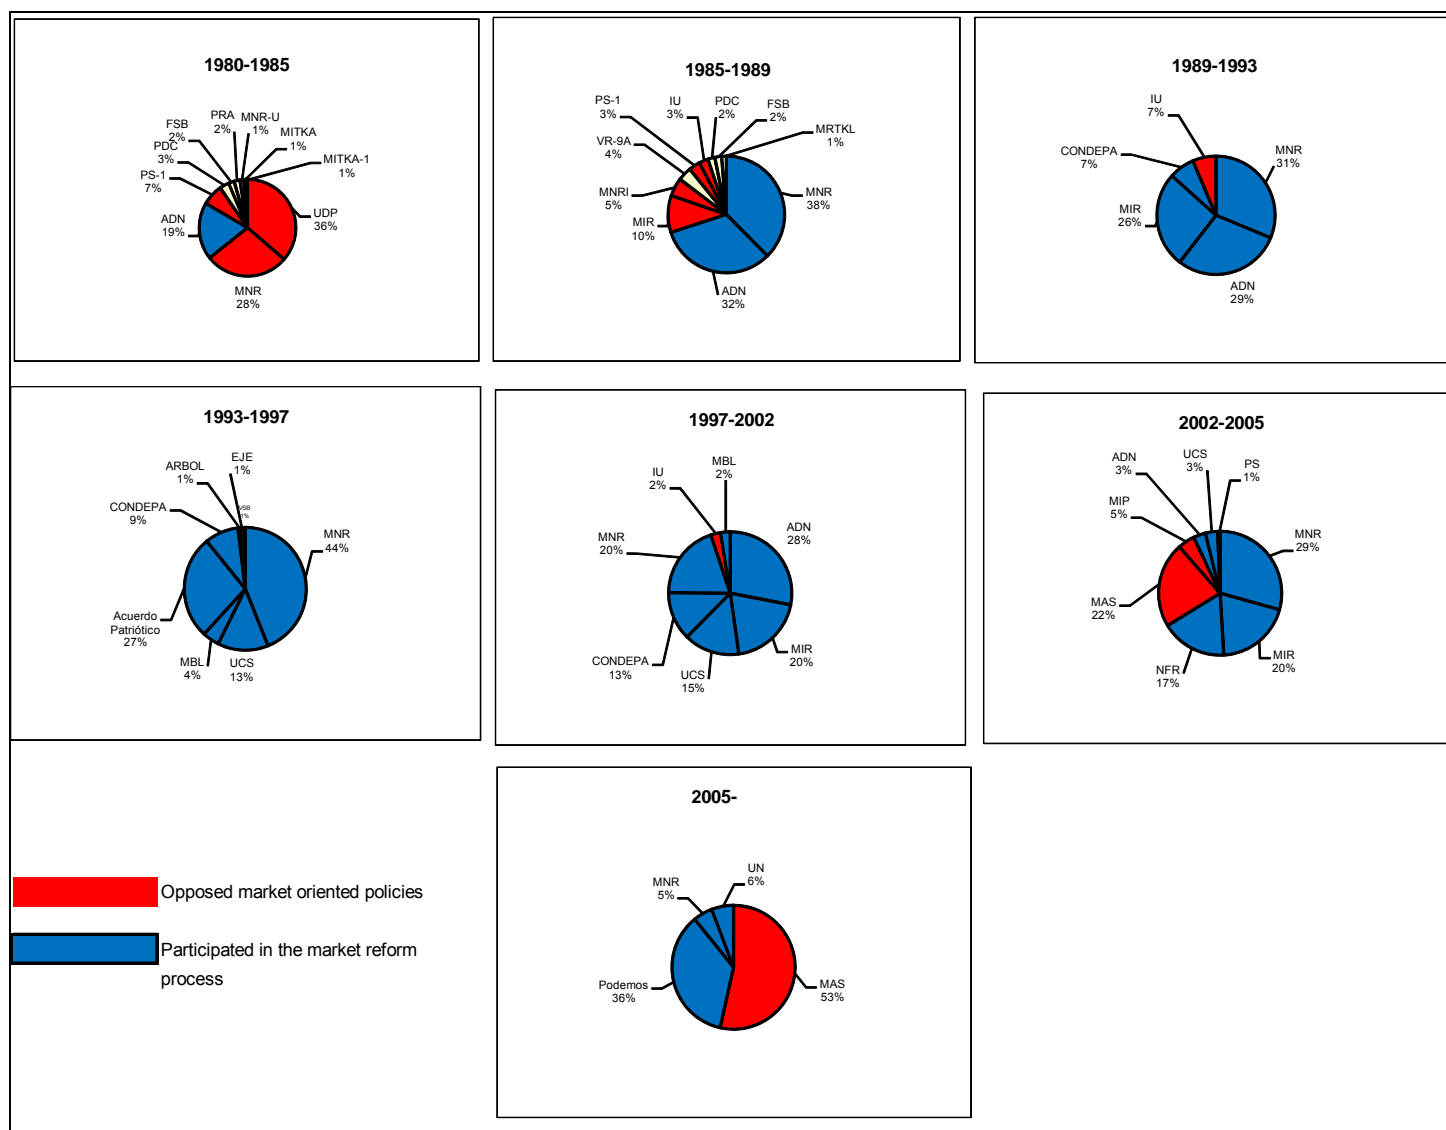 1980-1985
PRA
2%
MNR-U
1%
FSB
2%
MITKA
1%
PDC
3%
MITKA-1
1%
PS-1
7%
ADN
19%
UDP
36%
MNR
28%
1985-1989
PS-1
3%
IU
3%
PDC
2%
FSB
2%
MRTKL
1%
VR-9A
4%
MNRI
5%
MNR
38%
MIR
10%
ADN
32%
1989-1993
IU
7%
CONDEPA
7%
MNR
31%
MIR
26%
ADN
29%
1993-1997
EJE
1%
ARBOL
1%
CONDEPA
9%
VSB
1%
MNR
44%
Acuerdo
Patriótico
27%
MBL
4%
UCS
13%
1997-2002
IU
2%
MBL
2%
MNR
20%
ADN
28%
CONDEPA
13%
UCS
15%
MIR
20%
2002-2005
ADN
3%
UCS
3%
PS
1%
MIP
5%
MNR
29%
MAS
22%
NFR
17%
MIR
20%
2005-
MNR
5%
UN
6%
Podemos
36%
MAS
53%
Opposed market oriented policies
Participated in the market reform
process